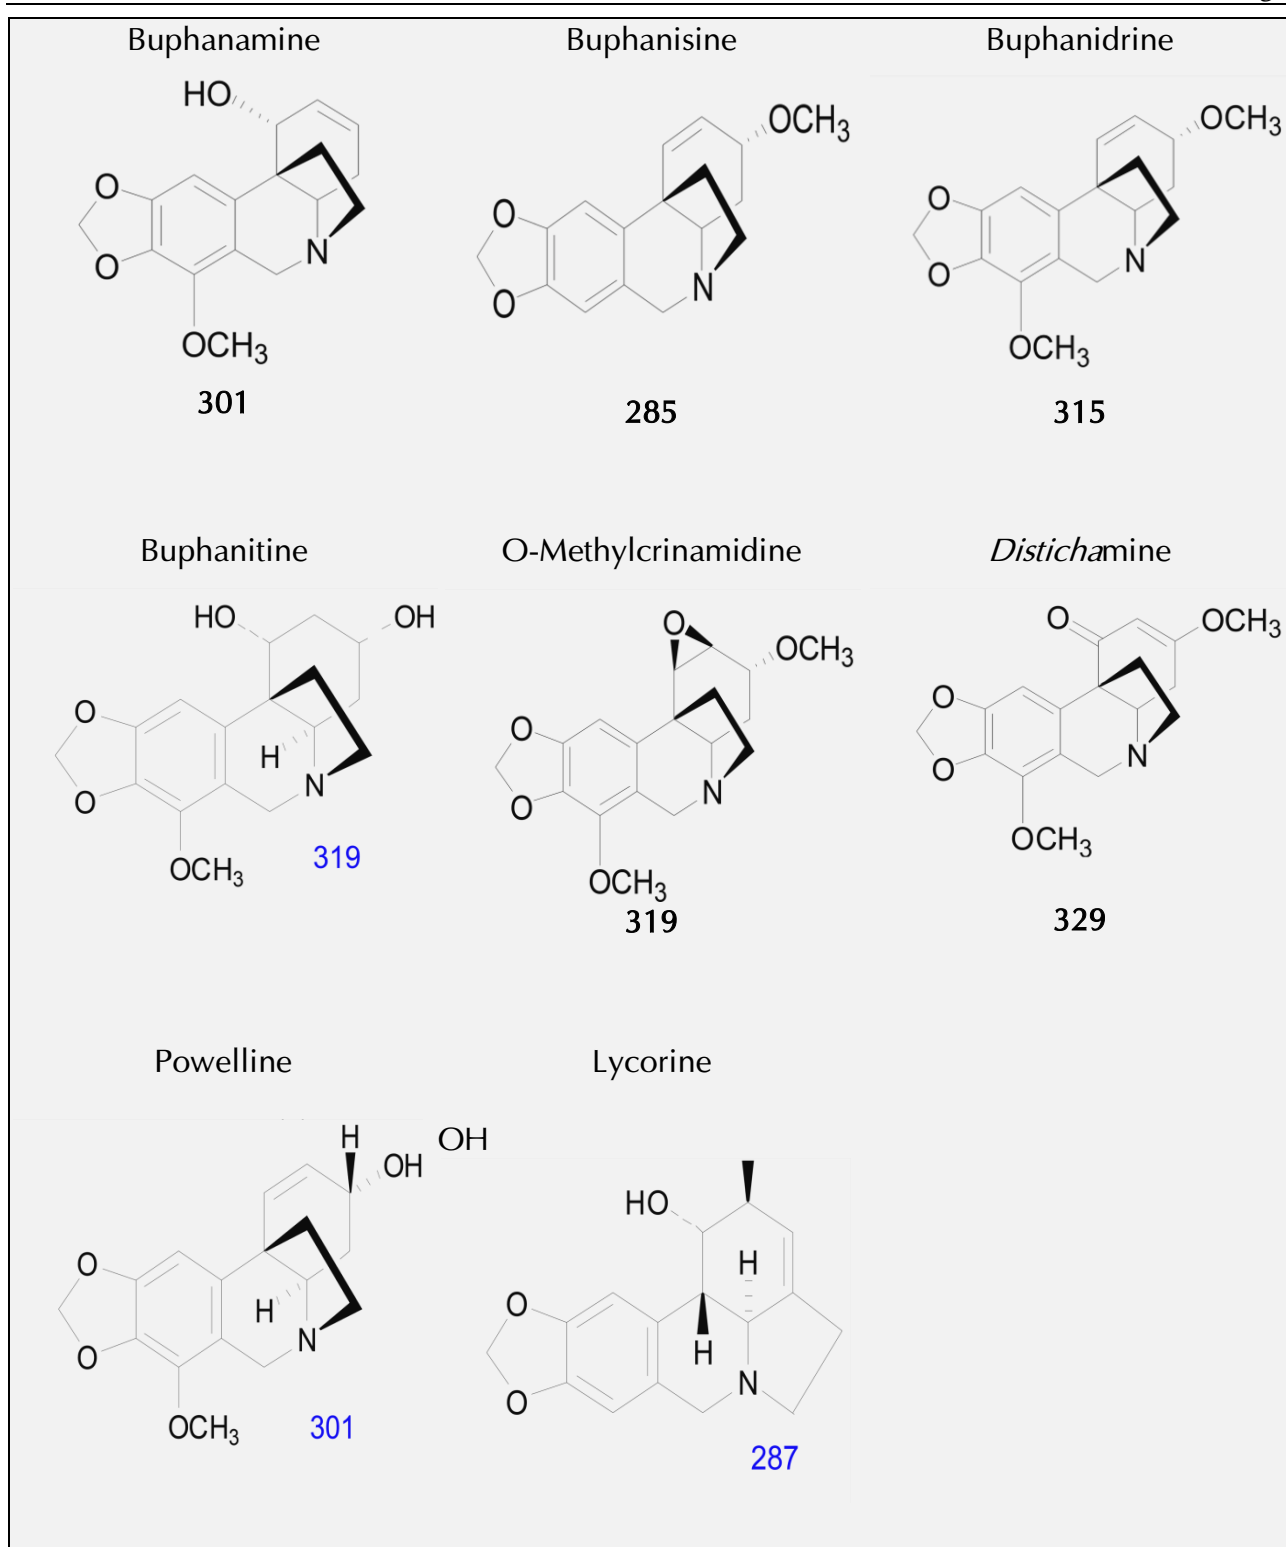 Buphanamine Buphanisine Buphanidrine
HO
OCH3
OCH3
O
O
N
OCH3
301
O
O
N
285
O
O
N
OCH3
315
Buphanitine O-Methylcrinamidine Distichamine
HO OH
O
O
H
N
OCH3
319
O
OCH3
O
O
N
OCH3
319
O
OCH3
O
O
N
OCH3
329
Powelline Lycorine
H
OH
O
H
O
N
OCH3
301
OH
HO
H
O
H
O
N
287